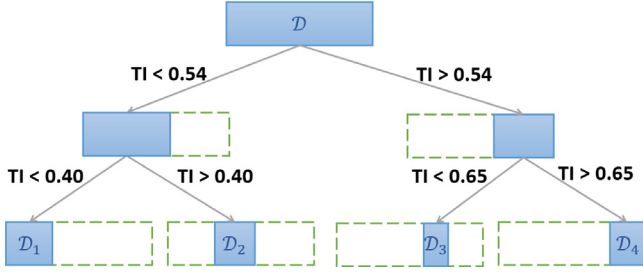 𝒟
TI < 0.54
TI > 0.54
TI < 0.40
TI > 0.40
TI < 0.65
TI > 0.65
𝒟₁
𝒟₂
𝒟₃
𝒟₄